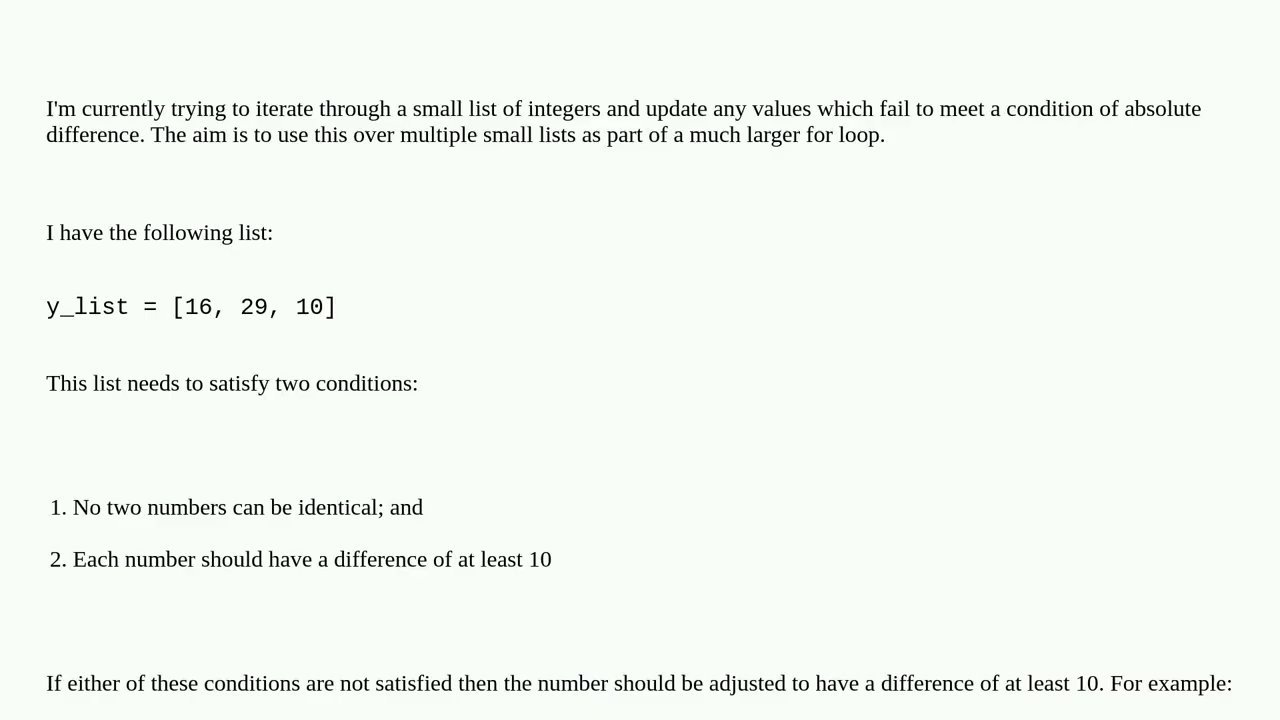 I'm currently trying to iterate through a small list of integers and update any values which fail to meet a condition of absolute
difference. The aim is to use this over multiple small lists as part of a much larger for loop.
I have the following list:
y_list = [16, 29, 10]
This list needs to satisfy two conditions:
1. No two numbers can be identical; and
2. Each number should have a difference of at least 10
If either of these conditions are not satisfied then the number should be adjusted to have a difference of at least 10. For example: